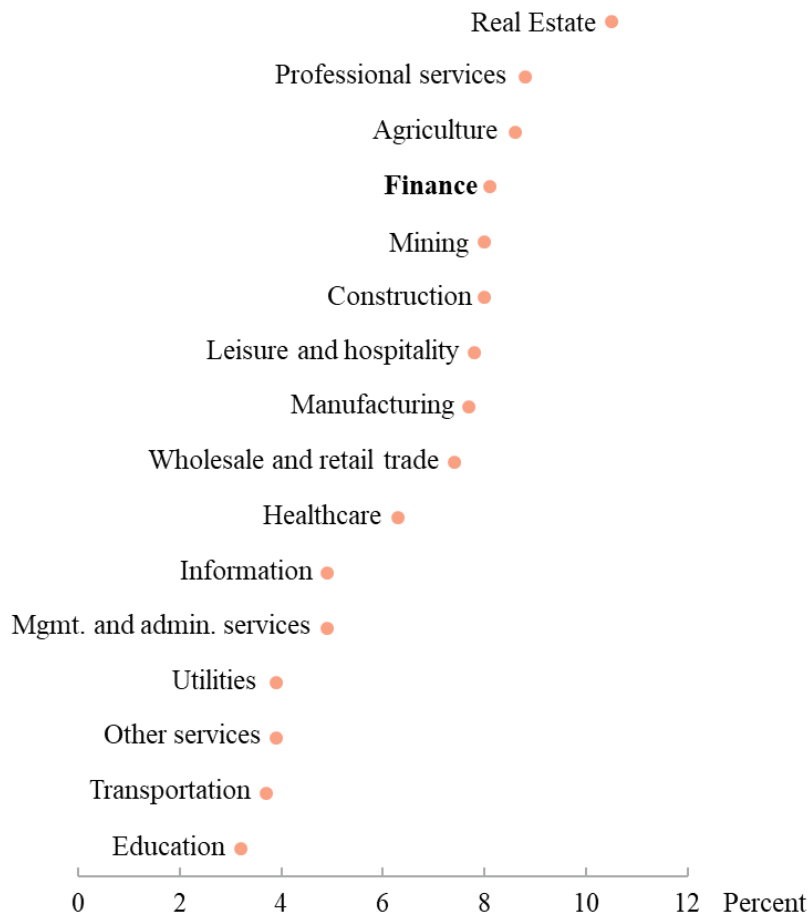 Real Estate
Professional services
Agriculture
Finance
Mining
Construction
Leisure and hospitality
Manufacturing
Wholesale and retail trade
Healthcare
Information
Mgmt. and admin. services
Utilities
Other services
Transportation
Education
0 2 4 6 8 10 12 Percent